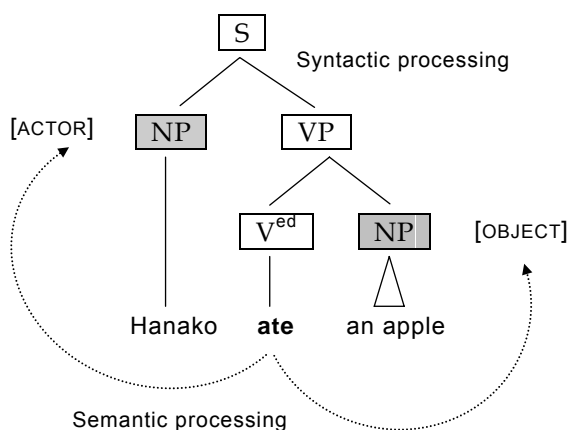 S
Syntactic processing
[ACTOR]
NP
VP
V^ed
NP
[OBJECT]
Hanako ate an apple
Semantic processing